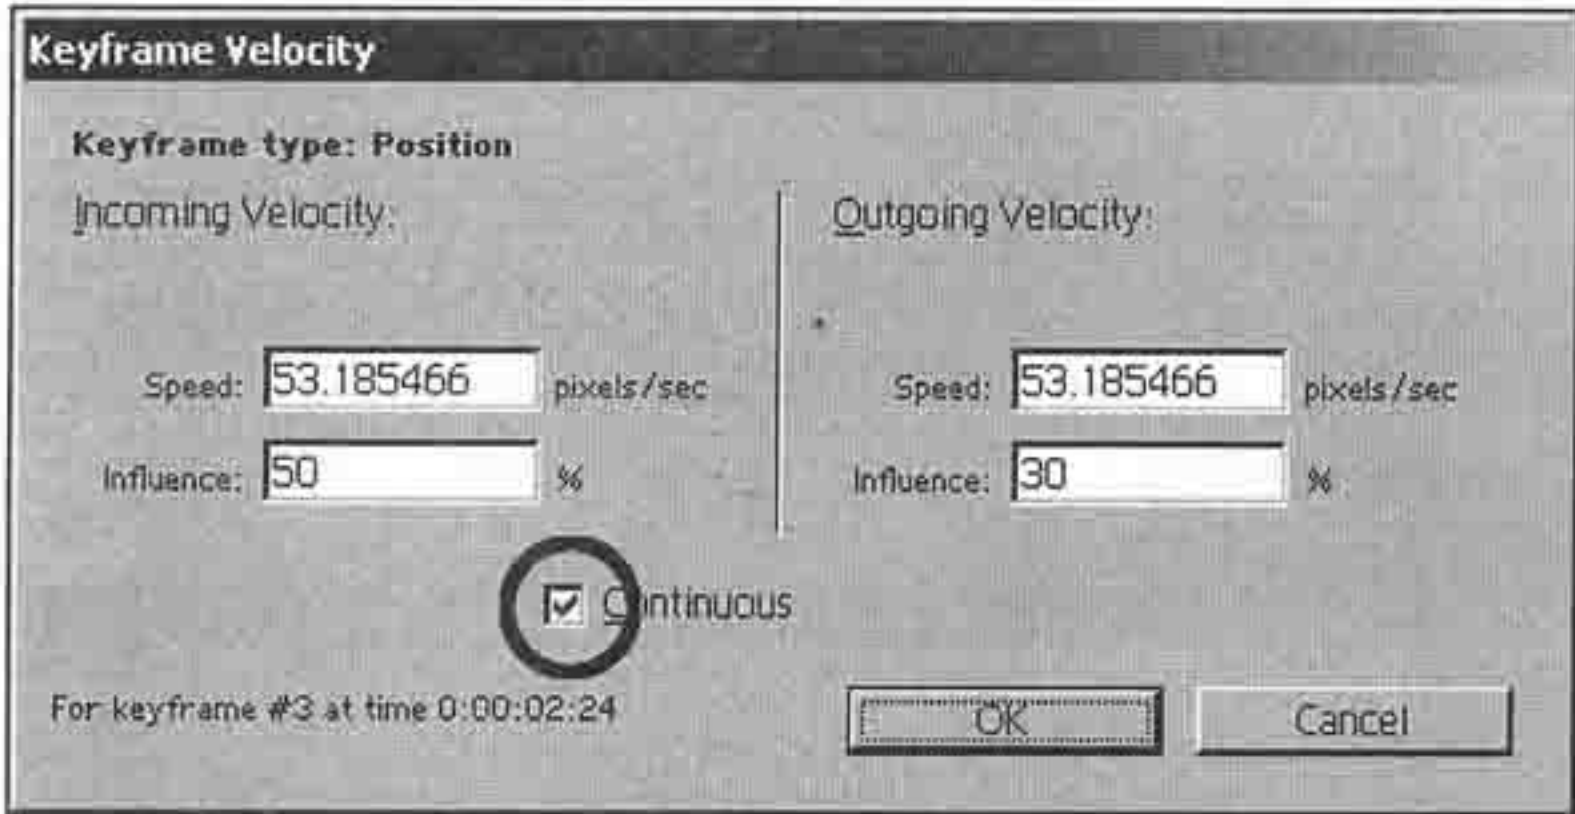 Keyframe Velocity
Keyframe type: Position
Incoming Velocity:
Speed: 53.185466 pixels/sec
Influence: 50 %
Outgoing Velocity:
Speed: 53.185466 pixels/sec
Influence: 30 %
Continuous
For keyframe #3 at time 0:00:02:24
OK
Cancel